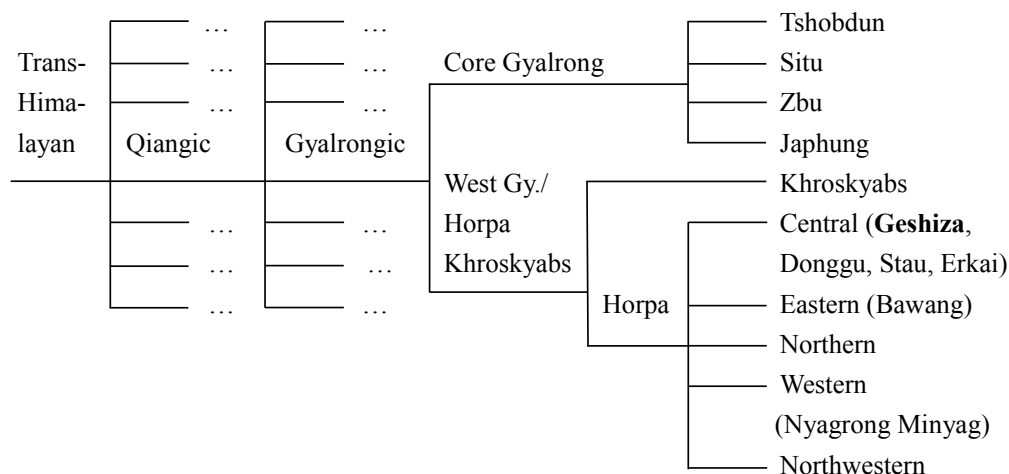 … … Tshobdun
Trans- … … Core Gyalrong Situ
Hima- … … Zbu
layan Qiangic Gyalrongic Japhung
West Gy./ Khroskyabs
… … Horpa Central (Geshiza,
… … Khroskyabs Donggu, Stau, Erkai)
… … Horpa Eastern (Bawang)
Northern
Western
(Nyagrong Minyag)
Northwestern